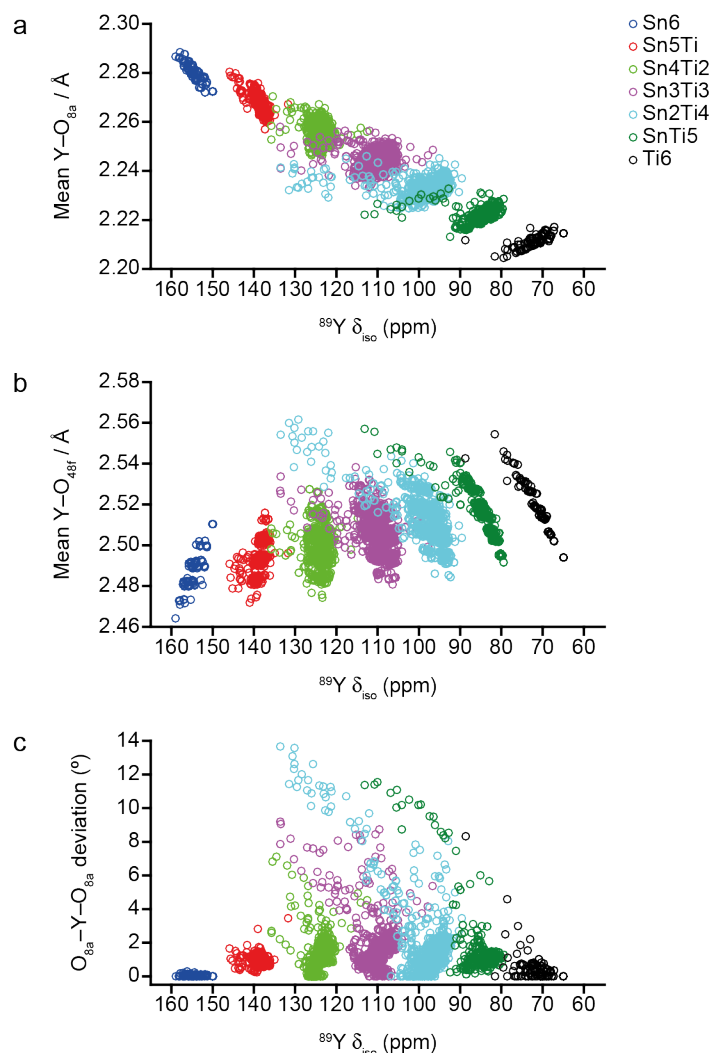 a
2.30
2.28
2.26
2.24
2.22
2.20
Mean Y–O8a / Å
160 150 140 130 120 110 100 90 80 70 60
89Y δiso (ppm)
Sn6
Sn5Ti
Sn4Ti2
Sn3Ti3
Sn2Ti4
SnTi5
Ti6
b
2.58
2.56
2.54
2.52
2.50
2.48
2.46
Mean Y–O48f / Å
160 150 140 130 120 110 100 90 80 70 60
89Y δiso (ppm)
c
14
12
10
8
6
4
2
0
O8a–Y–O8a deviation (º)
160 150 140 130 120 110 100 90 80 70 60
89Y δiso (ppm)